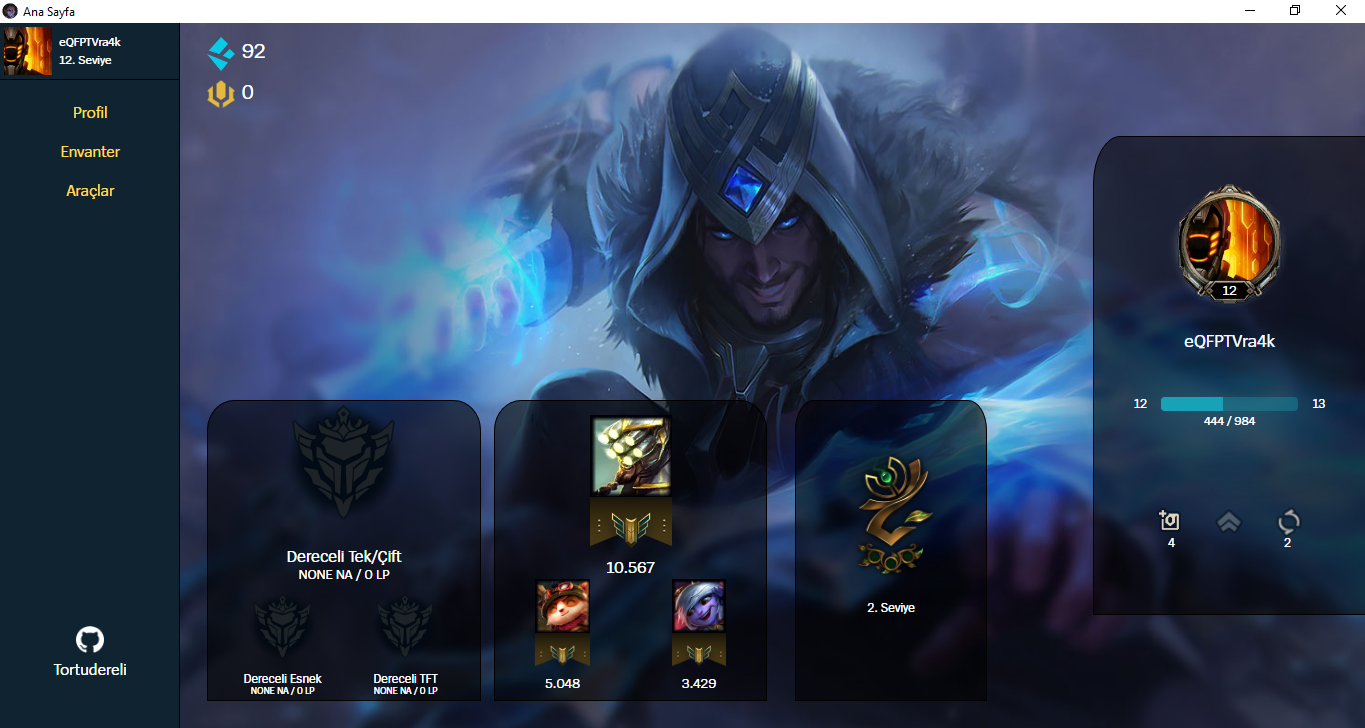 Ana Sayfa
eQFPTVra4k
12. Seviye
Profil
Envanter
Araçlar
Tortudereli
92
0
Dereceli Tek/Çift
NONE NA / 0 LP
Dereceli Esnek
NONE NA / 0 LP
Dereceli TFT
NONE NA / 0 LP
10.567
5.048
3.429
2. Seviye
12
eQFPTVra4k
12 13
444 / 984
4
2